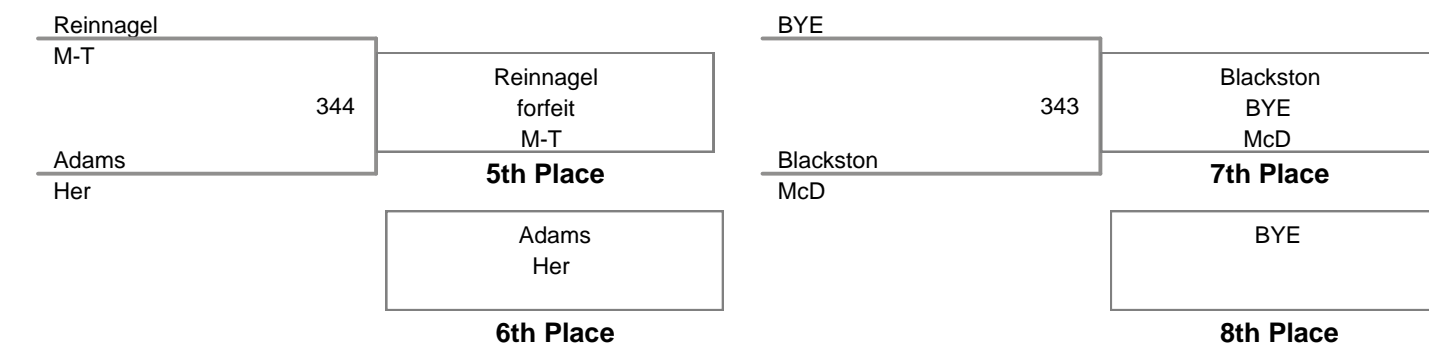 Reinnagel
M-T
344
Reinnagel
forfeit
M-T
Adams
Her
5th Place
Adams
Her
6th Place
BYE
343
Blackston
BYE
McD
Blackston
McD
7th Place
BYE
8th Place